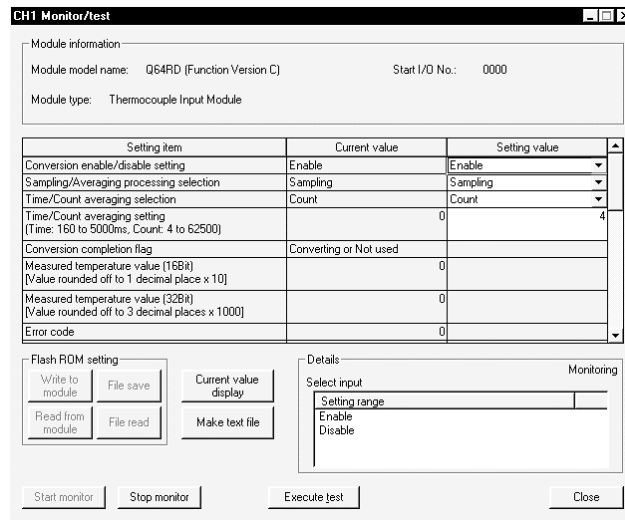 CH1 Monitor/test
Module information
Module model name: Q64RD (Function Version C) Start I/O No.: 0000
Module type: Thermocouple Input Module
Setting item Current value Setting value
Conversion enable/disable setting Enable Enable
Sampling/Averaging processing selection Sampling Sampling
Time/Count averaging selection Count Count
Time/Count averaging setting
(Time: 160 to 5000ms, Count: 4 to 62500) 0 4
Conversion completion flag Converting or Not used
Measured temperature value (16Bit)
[Value rounded off to 1 decimal place x 10] 0
Measured temperature value (32Bit)
[Value rounded off to 3 decimal places x 1000] 0
Error code 0
Flash ROM setting
Write to module File save Current value display
Read from module File read Make text file
Details
Monitoring
Select input
Setting range
Enable
Disable
Start monitor Stop monitor Execute test Close